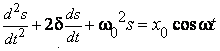 d²s/dt² + 2δ ds/dt + ω₀²s = x₀ cos ωt